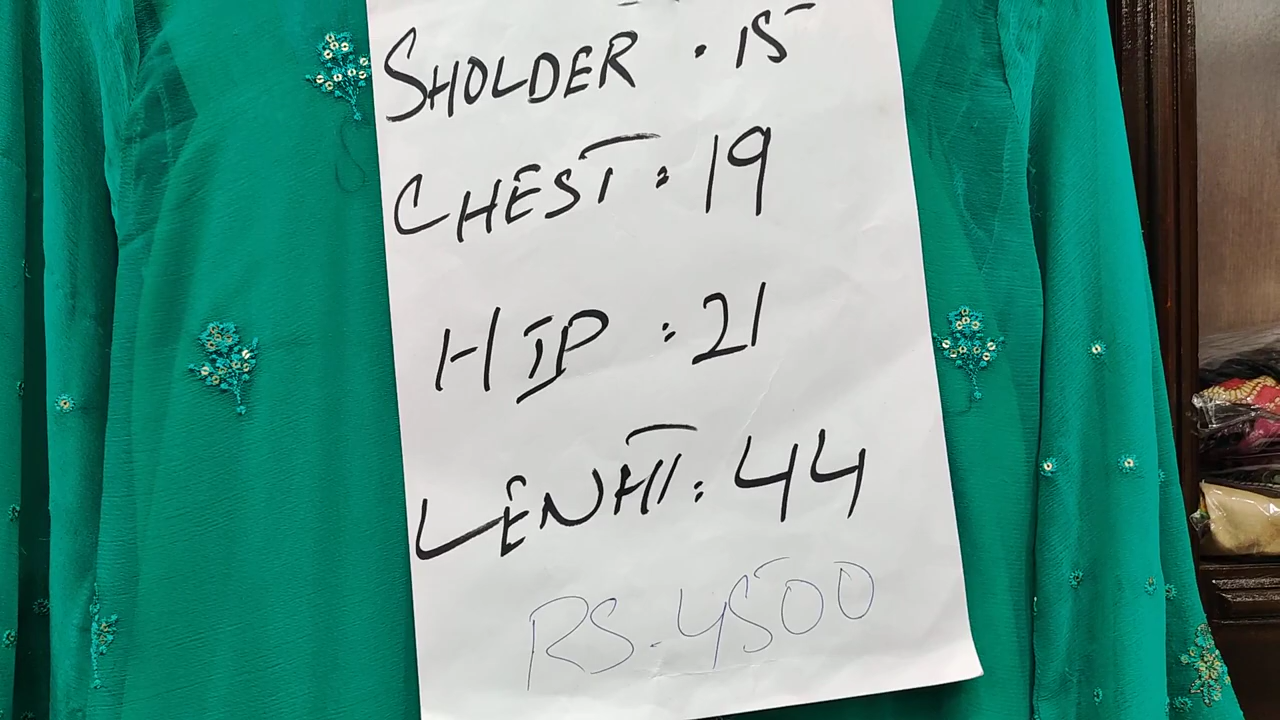 SHOLDER . 15
CHEST : 19
HIP : 21
LENHT : 44
RS. 4500